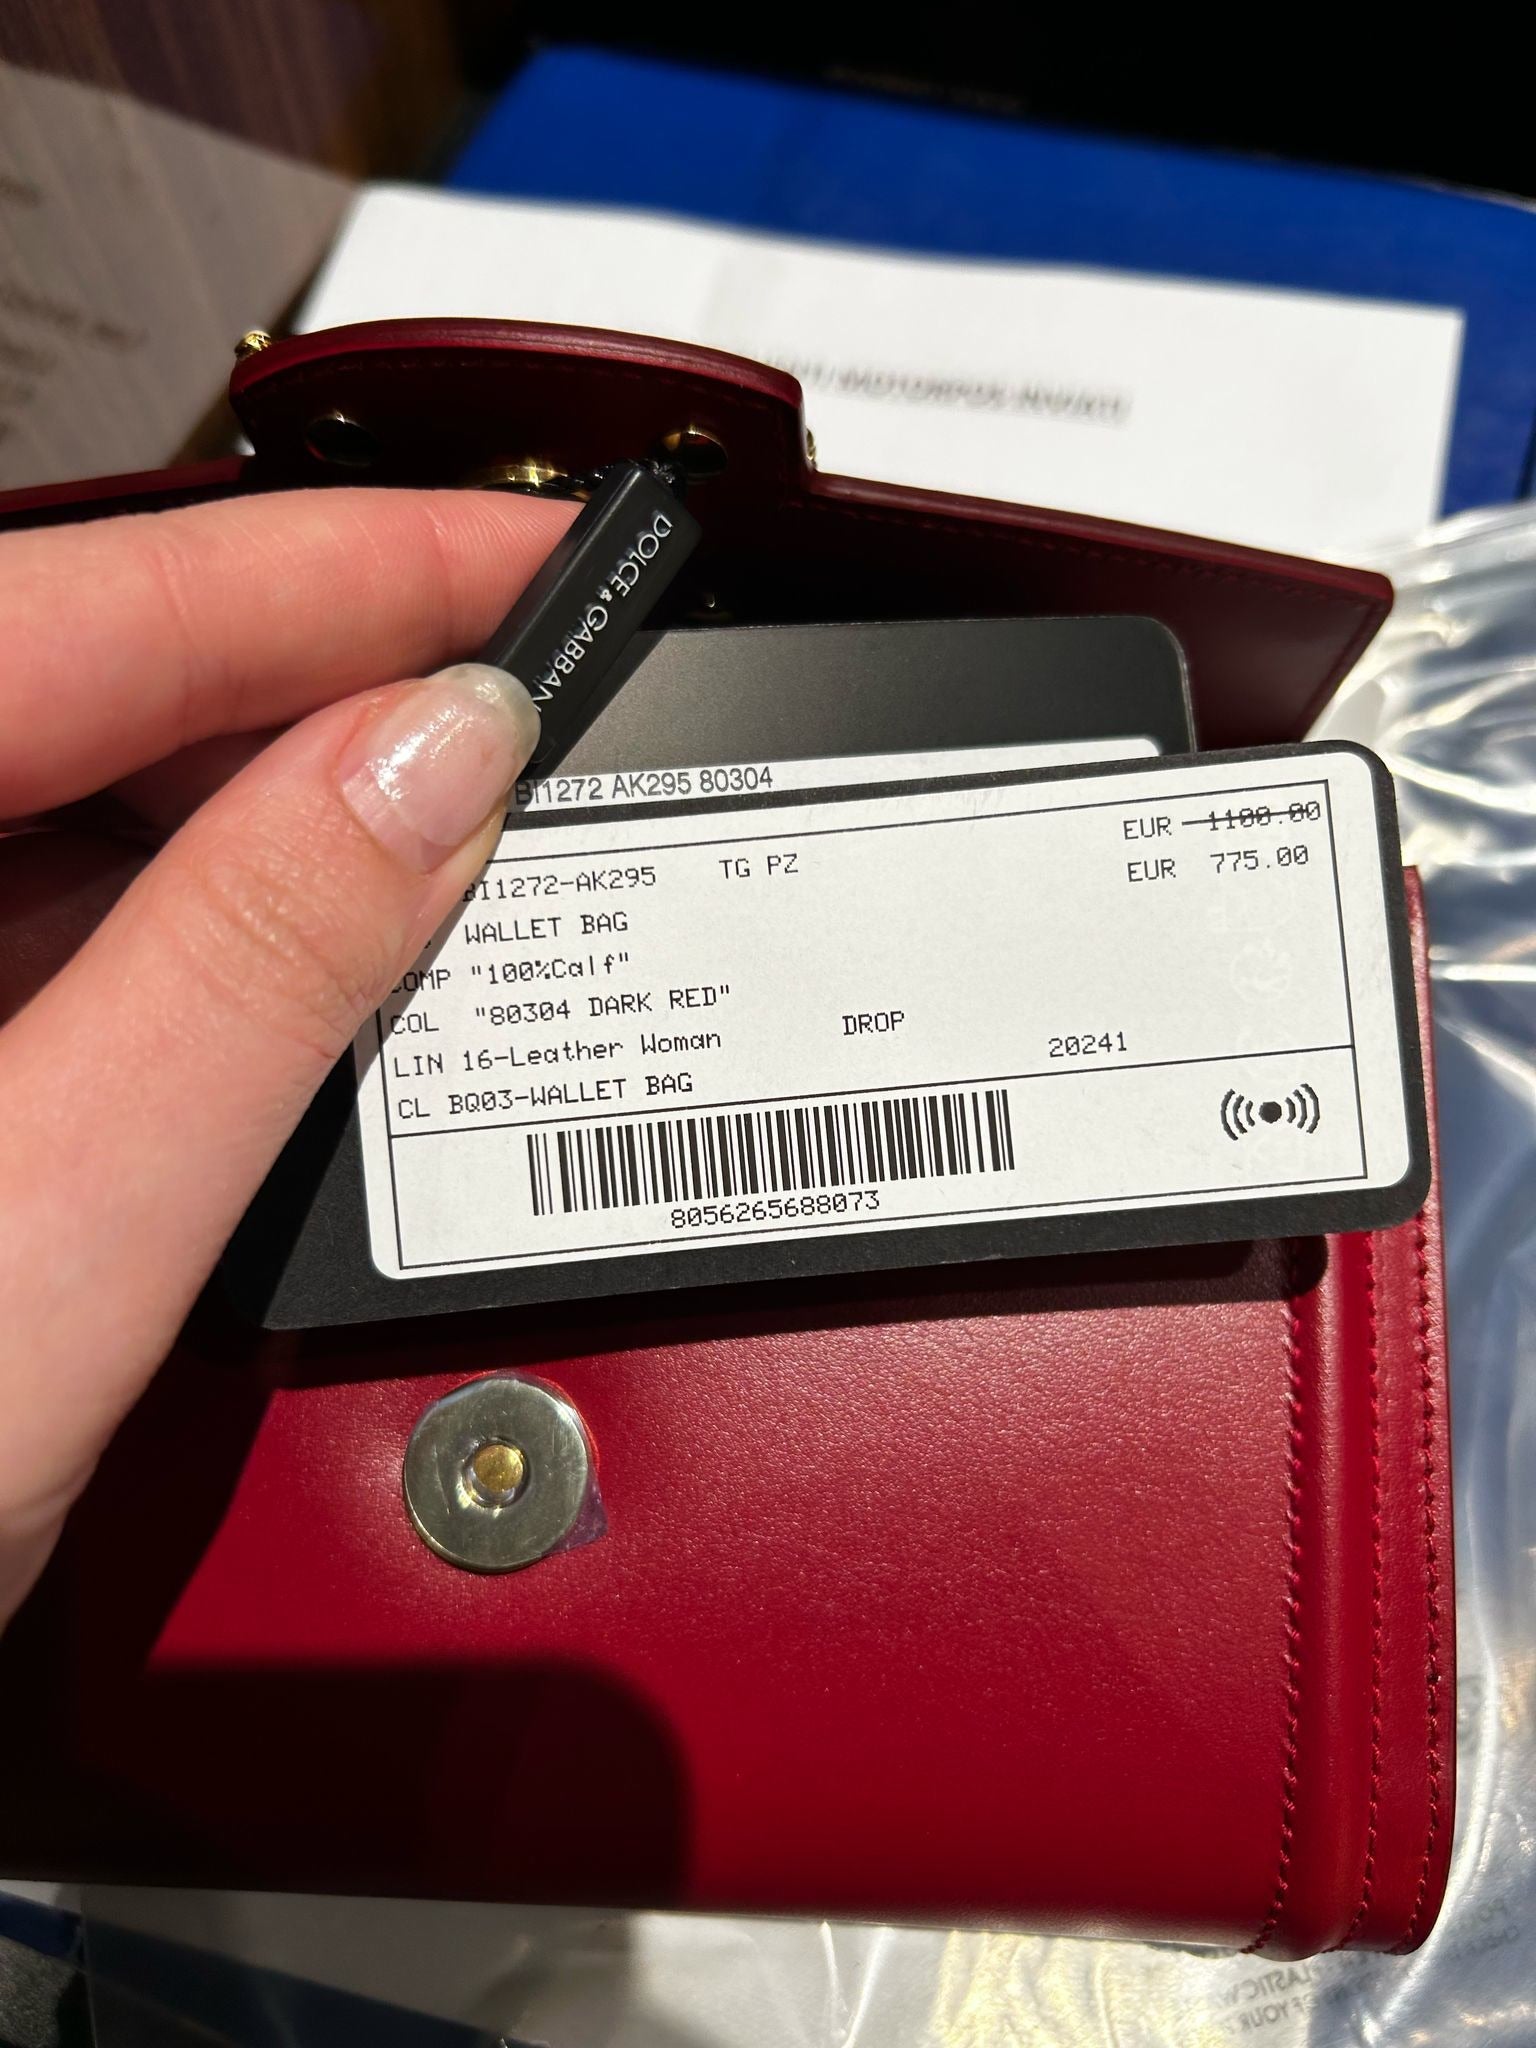 DOLCE & GABBAN
BI1272 AK295 80304
EUR 1100.00
BI1272-AK295 TG PZ
EUR 775.00
WALLET BAG
COMP "100%Calf"
COL "80304 DARK RED"
LIN 16-Leather Woman
DROP
20241
CL BQ03-WALLET BAG
8056265688073